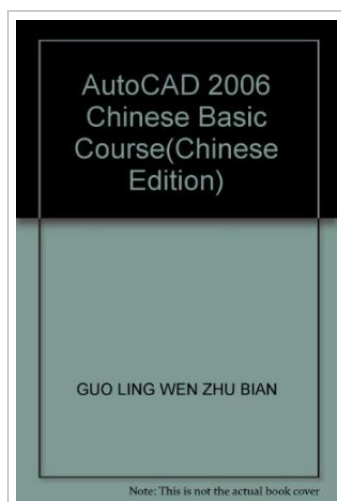 AutoCAD 2006
Chinese Basic
Course(Chinese
Edition)
GUO LING WEN ZHU BIAN
Note: This is not the actual book cover